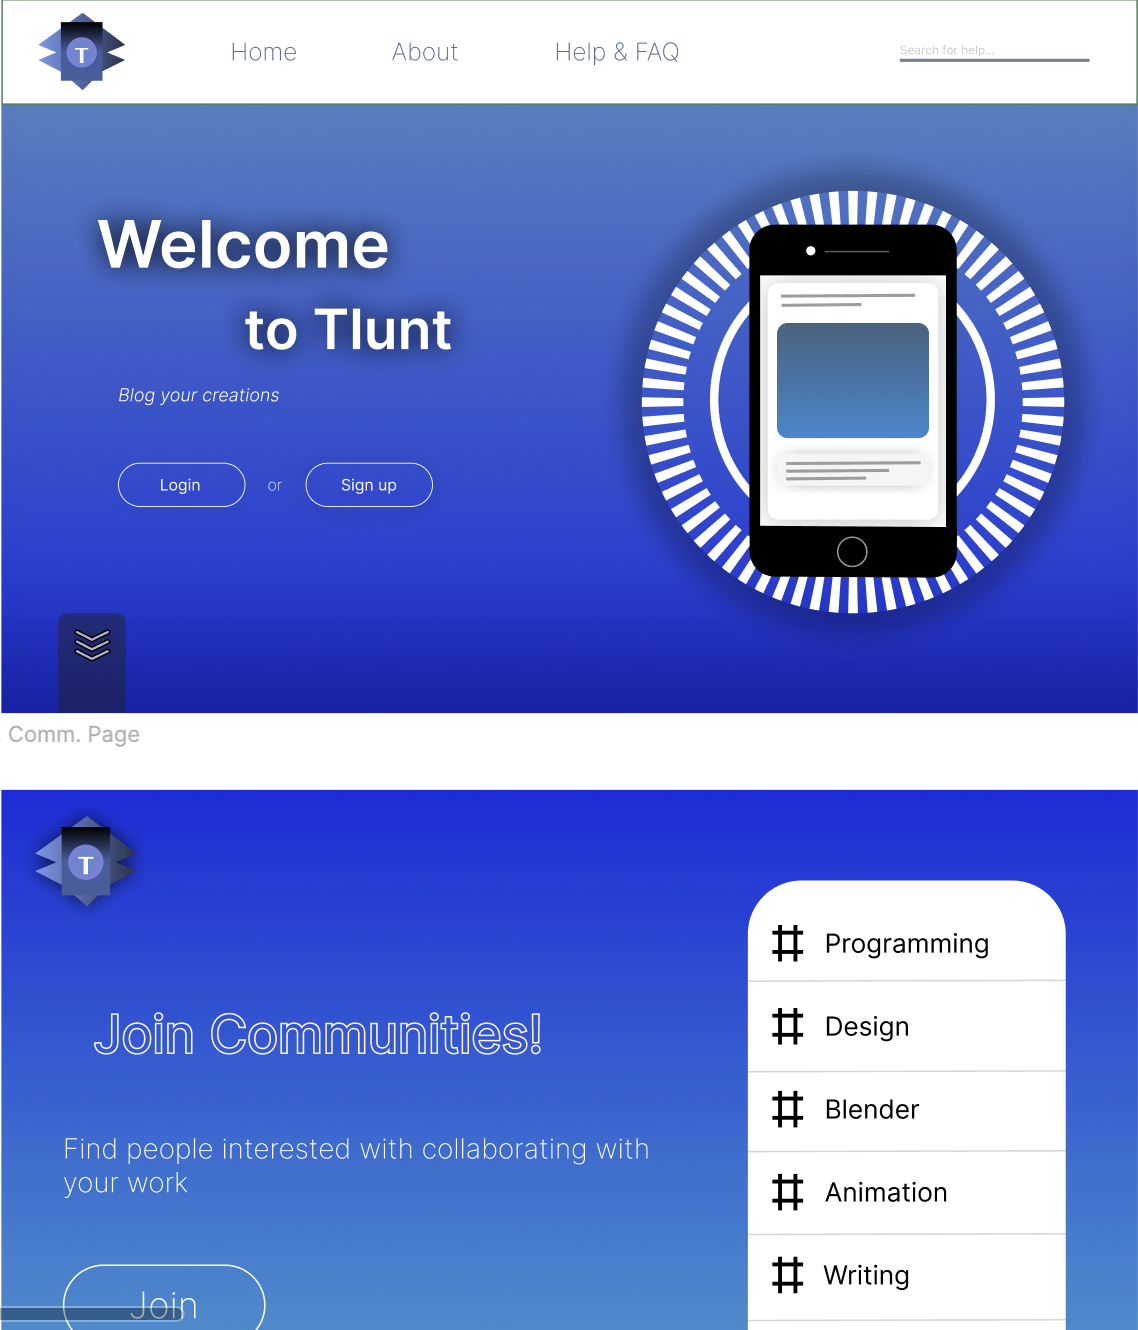 T
Home
About
Help & FAQ
Search for help...
Welcome
to Tlunt
Blog your creations
Login
or
Sign up
Comm. Page
T
Join Communities!
Find people interested with collaborating with
your work
Join
Programming
Design
Blender
Animation
Writing